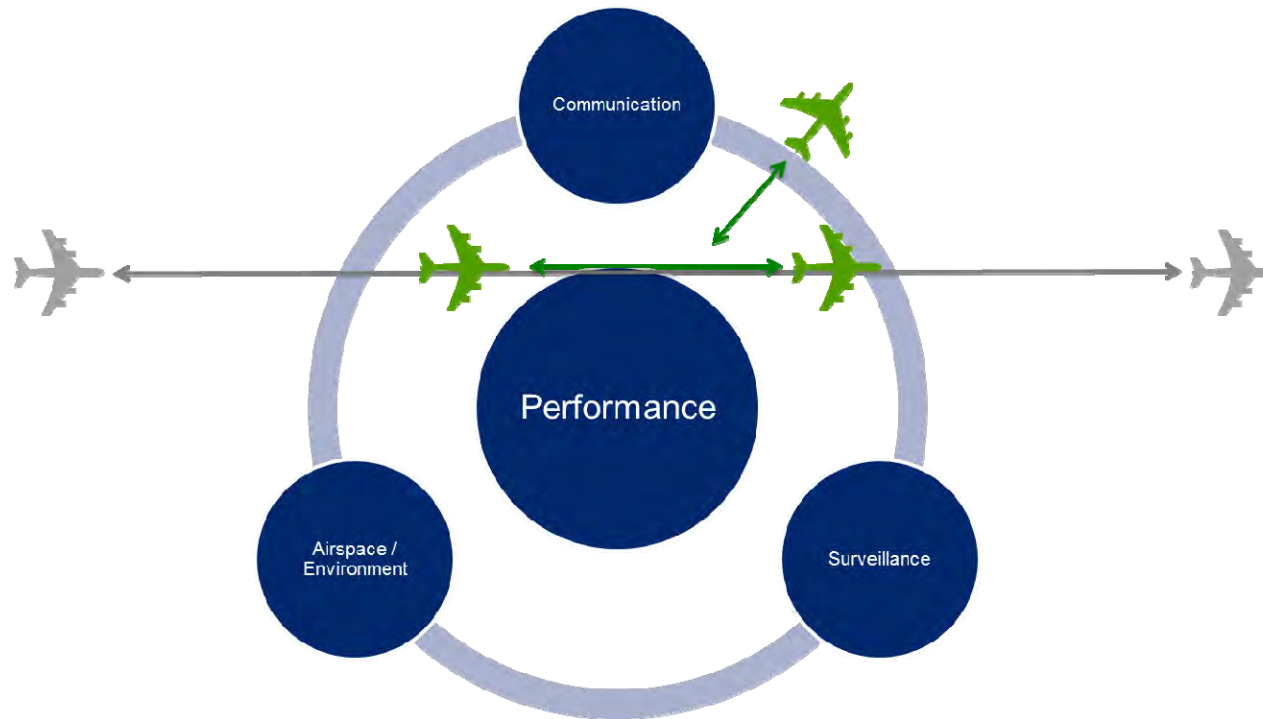 Communication
Performance
Airspace /
Environment
Surveillance